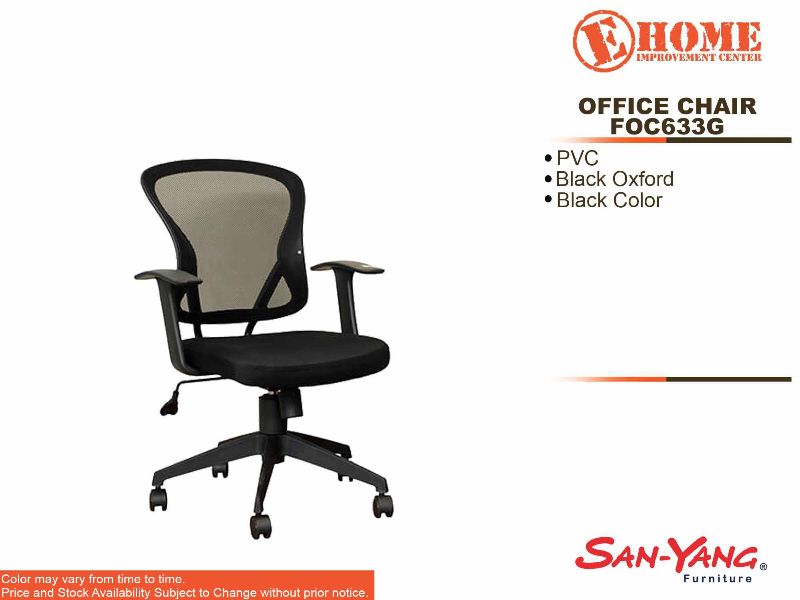 E HOME
IMPROVEMENT CENTER
OFFICE CHAIR
FOC633G
• PVC
• Black Oxford
• Black Color
SAN-YANG®
Furniture
Color may vary from time to time.
Price and Stock Availability Subject to Change without prior notice.